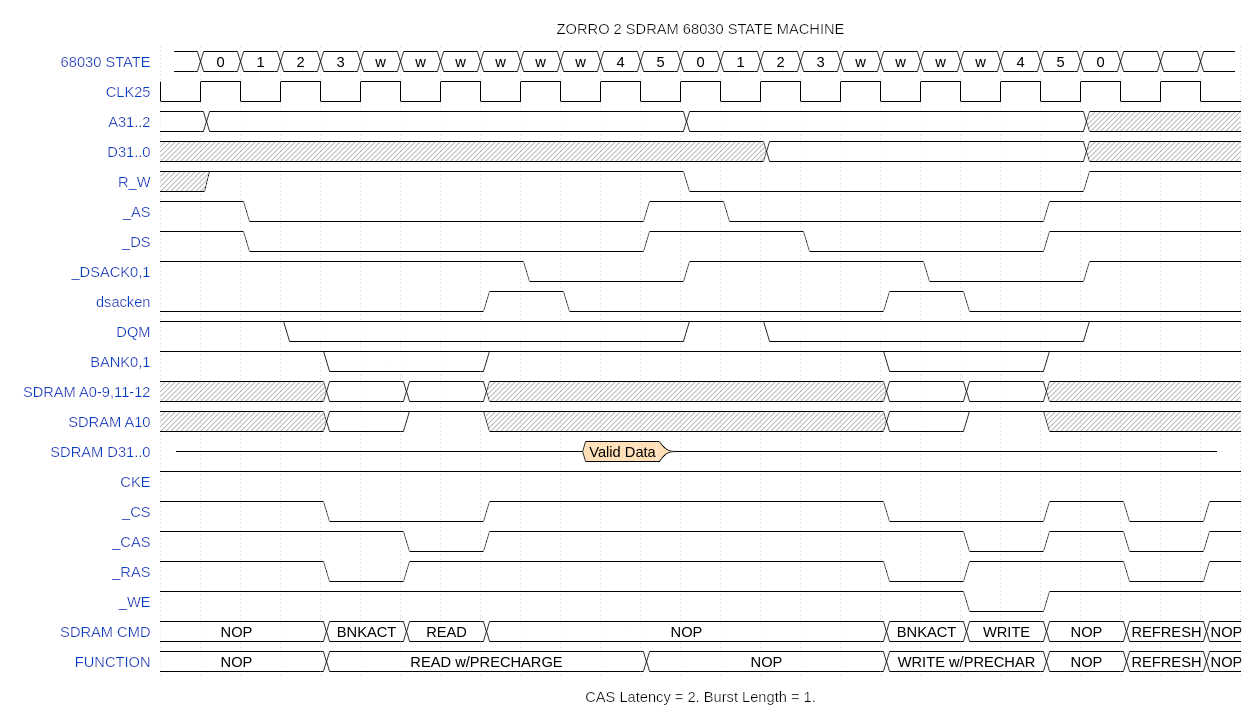 ZORRO 2 SDRAM 68030 STATE MACHINE
68030 STATE 0 1 2 3 w w w w w w 4 5 0 1 2 3 w w w w 4 5 0
CLK25
A31..2
D31..0
R_W
_AS
_DS
_DSACK0,1
dsacken
DQM
BANK0,1
SDRAM A0-9,11-12
SDRAM A10
SDRAM D31..0 Valid Data
CKE
_CS
_CAS
_RAS
_WE
SDRAM CMD NOP BNKACT READ NOP BNKACT WRITE NOP REFRESH NOP
FUNCTION NOP READ w/PRECHARGE NOP WRITE w/PRECHAR NOP REFRESH NOP
CAS Latency = 2. Burst Length = 1.